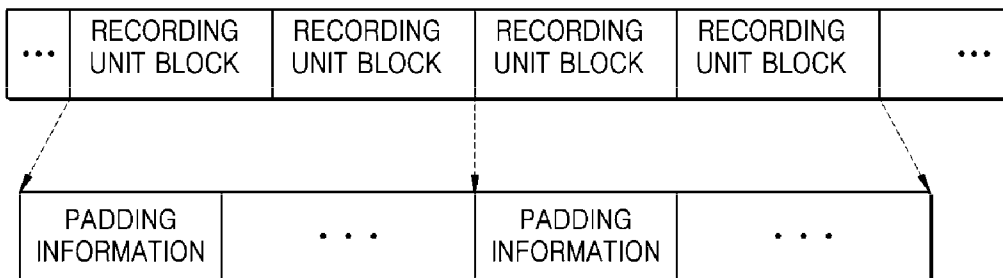 ... RECORDING UNIT BLOCK RECORDING UNIT BLOCK RECORDING UNIT BLOCK RECORDING UNIT BLOCK ...
PADDING INFORMATION ... PADDING INFORMATION ...